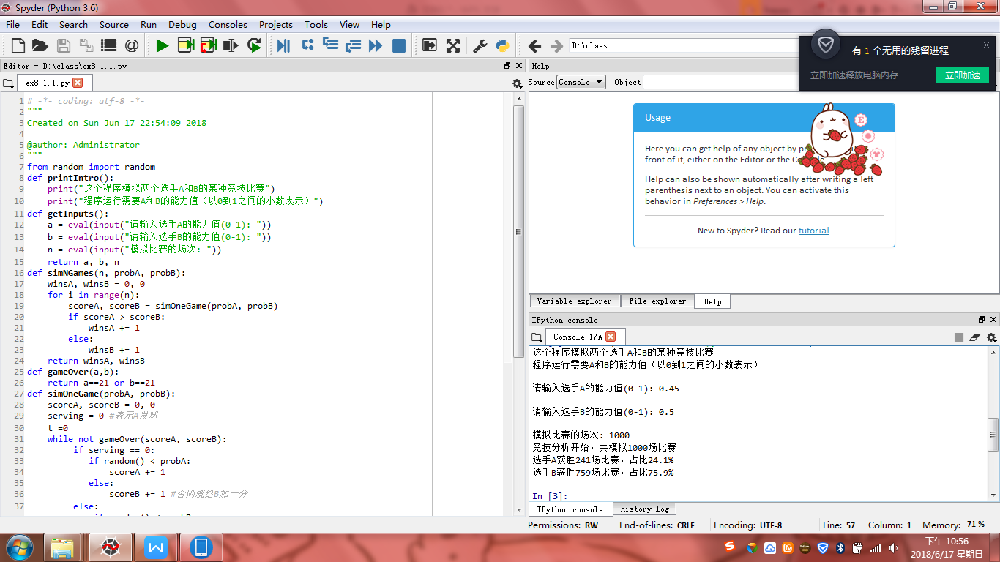 Spyder (Python 3.6)
File Edit Search Source Run Debug Consoles Projects Tools View Help
D:\class
有 1 个无用的残留进程
立即加速释放电脑内存 立即加速
Editor - D:\class\ex8.1.1.py
ex8.1.1.py
1 # -*- coding: utf-8 -*-
2 """
3 Created on Sun Jun 17 22:54:09 2018
4
5 @author: Administrator
6 """
7 from random import random
8 def printIntro():
9 print("这个程序模拟两个选手A和B的某种竞技比赛")
10 print("程序运行需要A和B的能力值（以0到1之间的小数表示）")
11 def getInputs():
12 a = eval(input("请输入选手A的能力值(0-1): "))
13 b = eval(input("请输入选手B的能力值(0-1): "))
14 n = eval(input("模拟比赛的场次: "))
15 return a, b, n
16 def simNGames(n, probA, probB):
17 winsA, winsB = 0, 0
18 for i in range(n):
19 scoreA, scoreB = simOneGame(probA, probB)
20 if scoreA > scoreB:
21 winsA += 1
22 else:
23 winsB += 1
24 return winsA, winsB
25 def gameOver(a,b):
26 return a==21 or b==21
27 def simOneGame(probA, probB):
28 scoreA, scoreB = 0, 0
29 serving = 0 #表示A发球
30 t =0
31 while not gameOver(scoreA, scoreB):
32 if serving == 0:
33 if random() < probA:
34 scoreA += 1
35 else:
36 scoreB += 1 #否则就给B加一分
37 else:
Help
Source Console Object
Usage
Here you can get help of any object by
front of it, either on the Editor or the
Help can also be shown automatically after writing a left
parenthesis next to an object. You can activate this
behavior in Preferences > Help.
New to Spyder? Read our tutorial
E
Variable explorer File explorer Help
IPython console
Console 1/A
这个程序模拟两个选手A和B的某种竞技比赛
程序运行需要A和B的能力值（以0到1之间的小数表示）
请输入选手A的能力值(0-1): 0.45
请输入选手B的能力值(0-1): 0.5
模拟比赛的场次: 1000
竞技分析开始，共模拟1000场比赛
选手A获胜241场比赛，占比24.1%
选手B获胜759场比赛，占比75.9%
In [3]:
IPython console History log
Permissions: RW End-of-lines: CRLF Encoding: UTF-8 Line: 57 Column: 1 Memory: 71 %
下午 10:56
2018/6/17 星期日